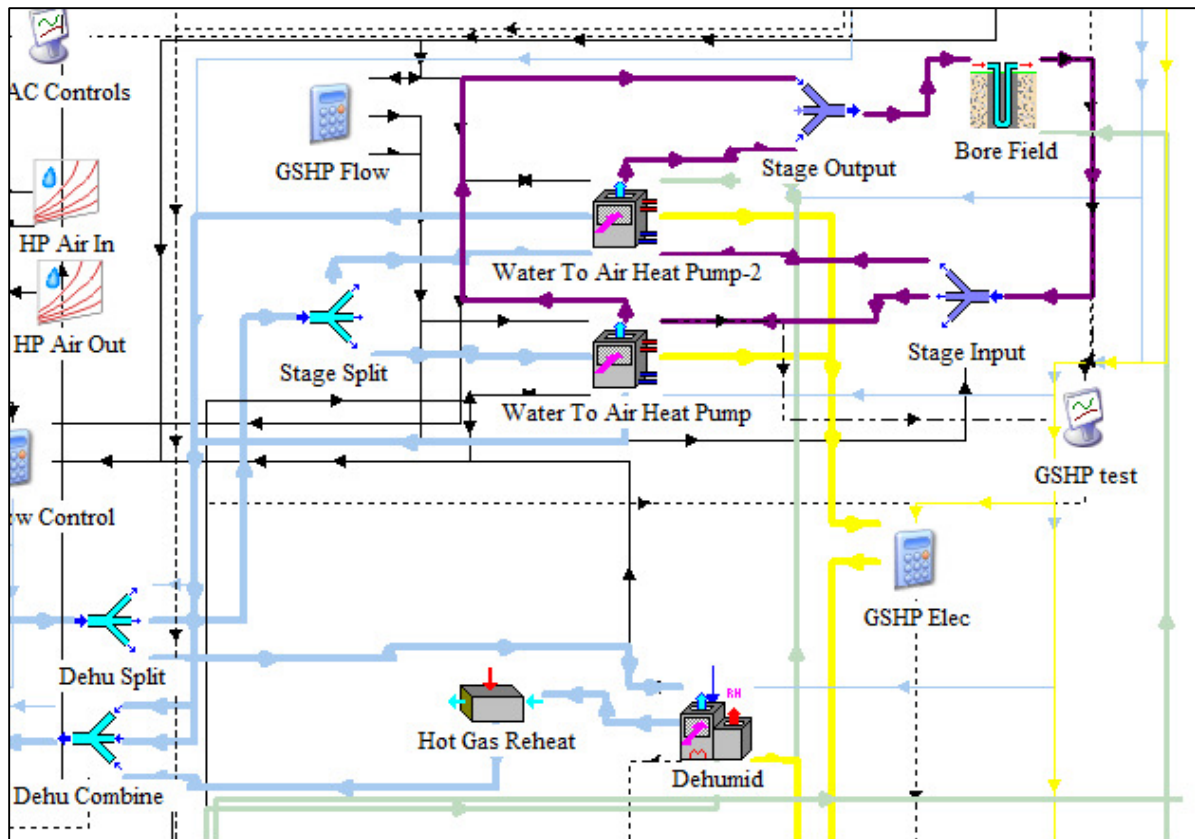 AC Controls
GSHP Flow
Stage Output
Bore Field
HP Air In
Water To Air Heat Pump-2
HP Air Out
Stage Split
Stage Input
Water To Air Heat Pump
GSHP test
ow Control
GSHP Elec
Dehu Split
RH
Hot Gas Reheat
Dehumid
Dehu Combine